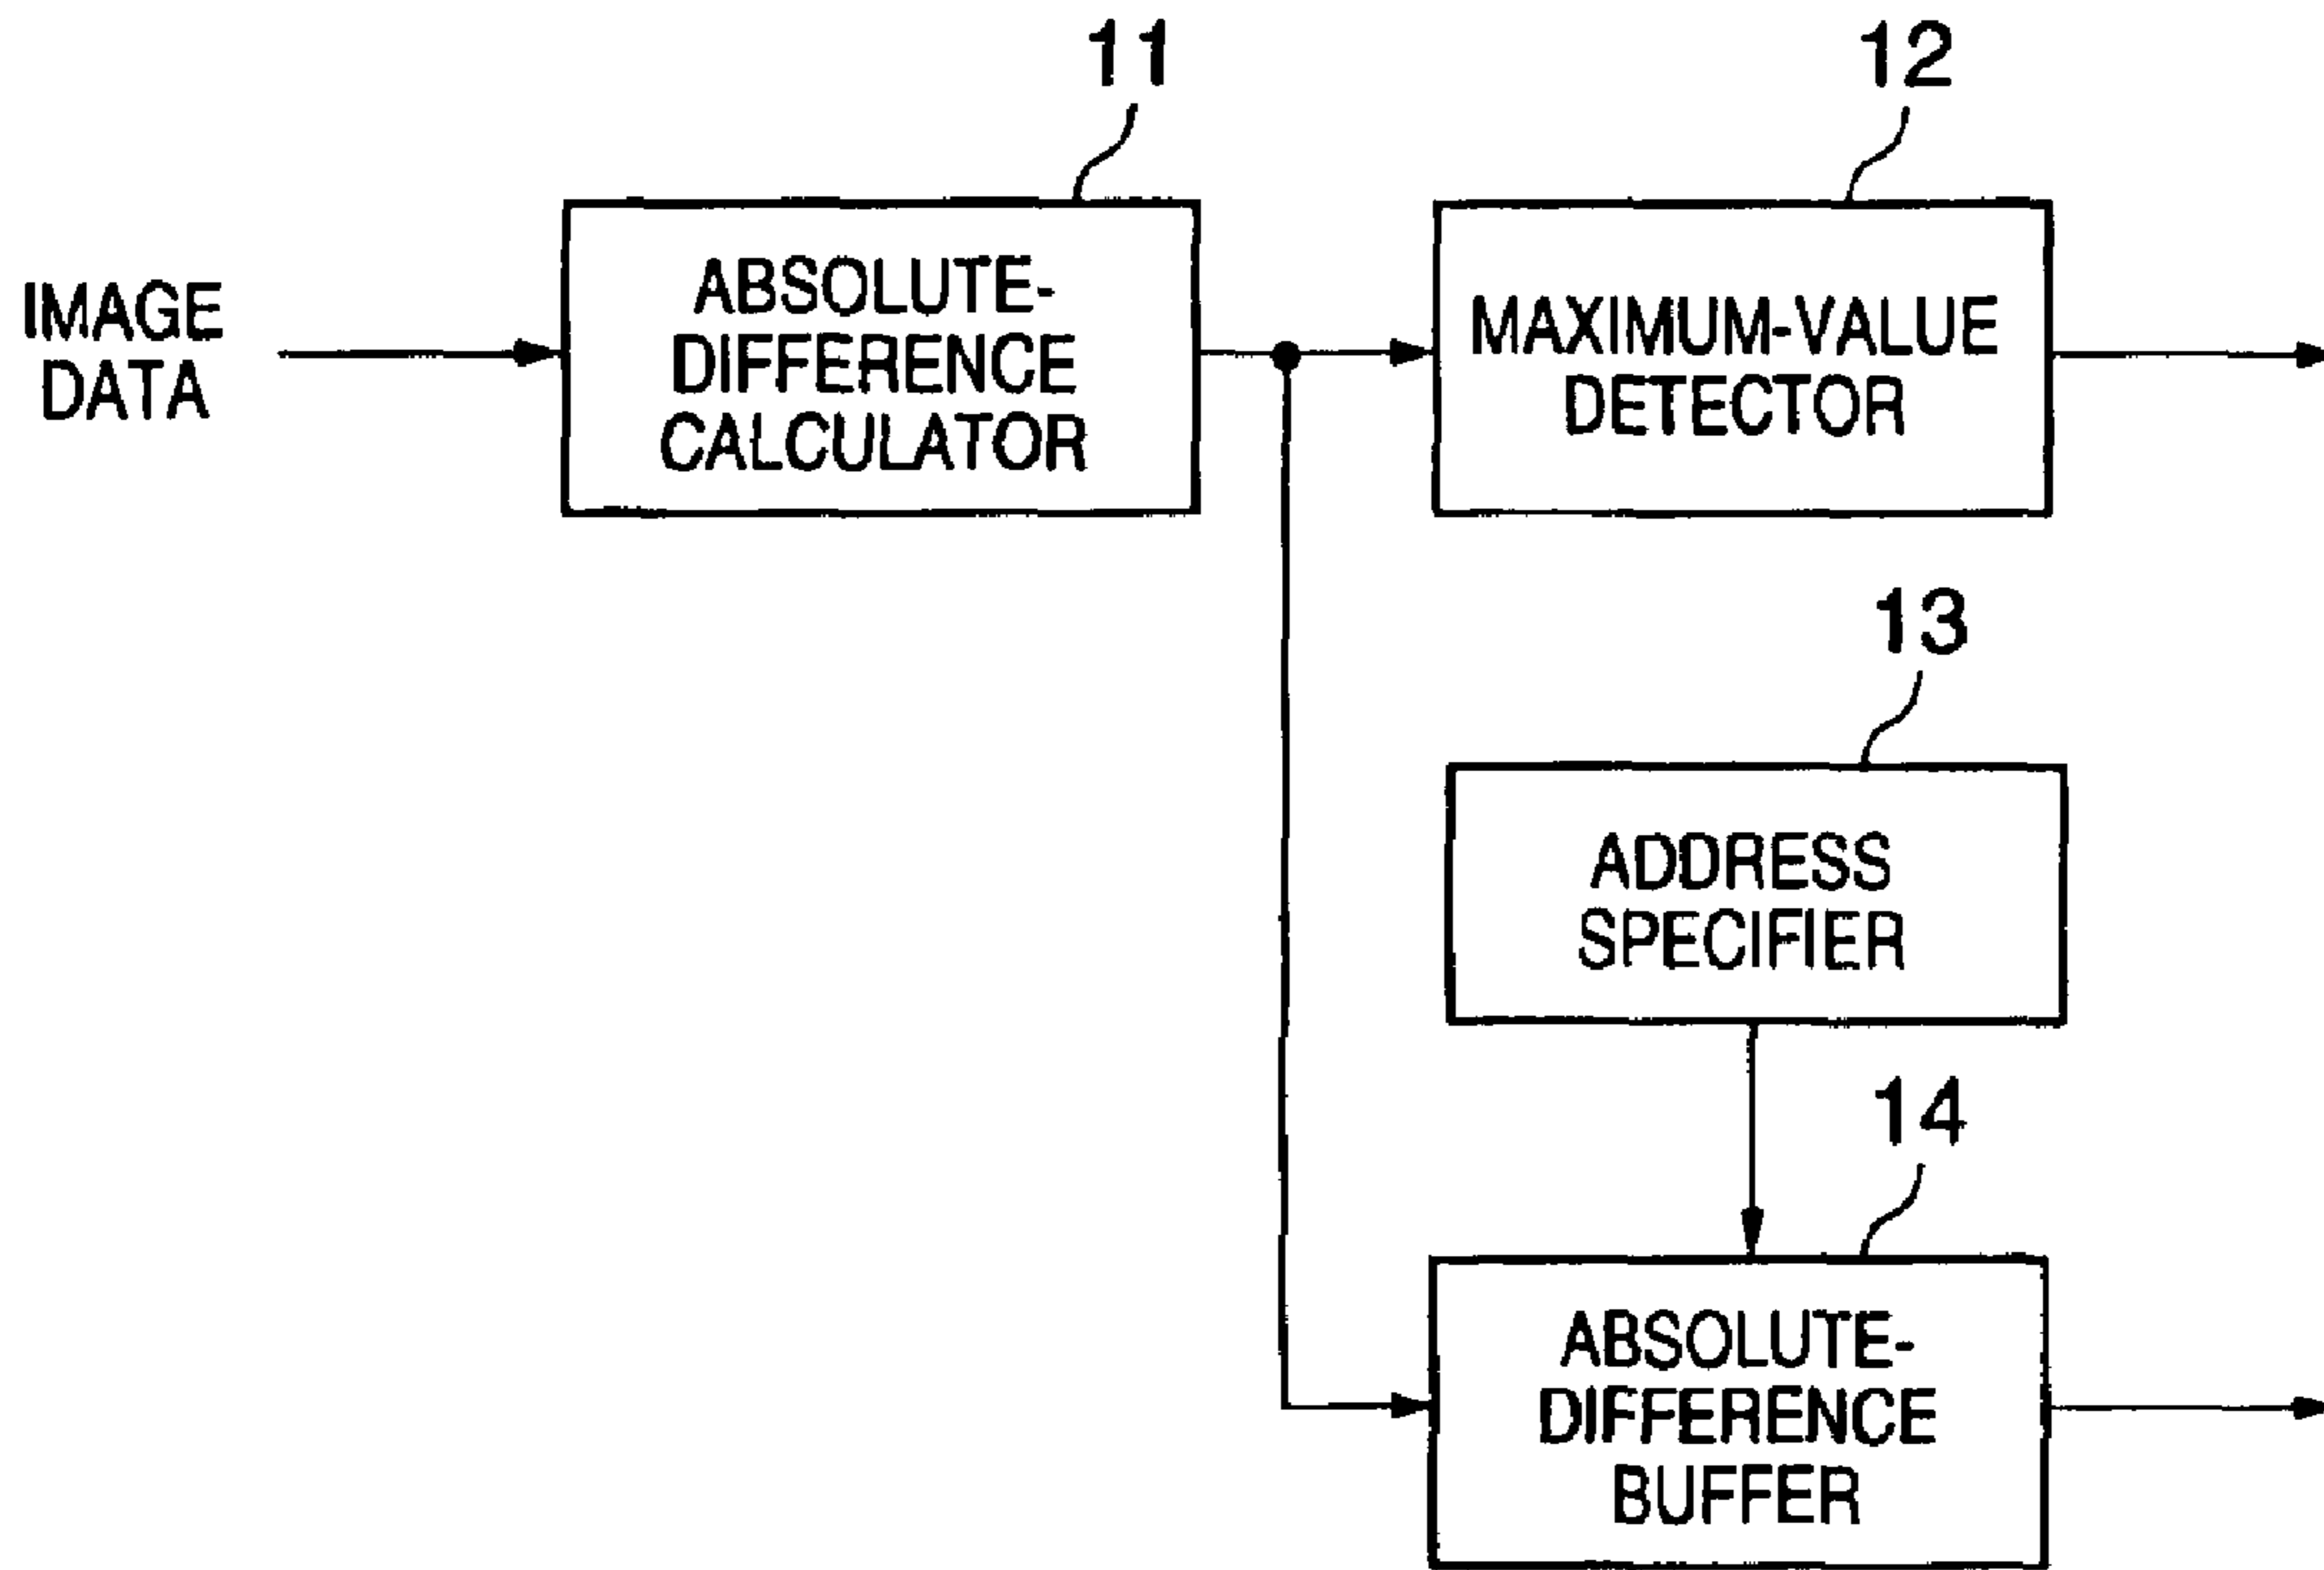 11
12
IMAGE
DATA
ABSOLUTE-
DIFFERENCE
CALCULATOR
MAXIMUM-VALUE
DETECTOR
13
ADDRESS
SPECIFIER
14
ABSOLUTE-
DIFFERENCE
BUFFER